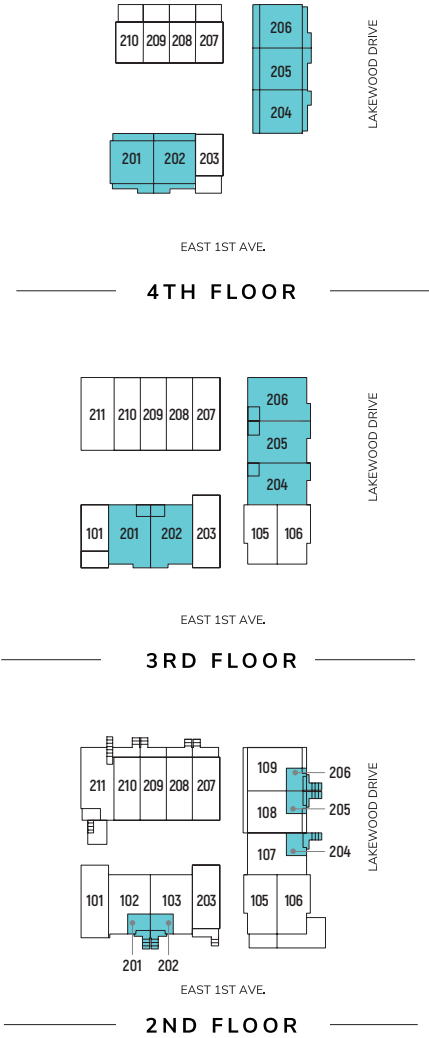 206
210 209 208 207
205
204
201 202 203
LAKEWOOD DRIVE
EAST 1ST AVE.
4TH FLOOR
211 210 209 208 207
206
205
204
101 201 202 203
105 106
LAKEWOOD DRIVE
EAST 1ST AVE.
3RD FLOOR
109
206
211 210 209 208 207
108
205
107
204
101 102 103 203
105 106
201 202
LAKEWOOD DRIVE
EAST 1ST AVE.
2ND FLOOR